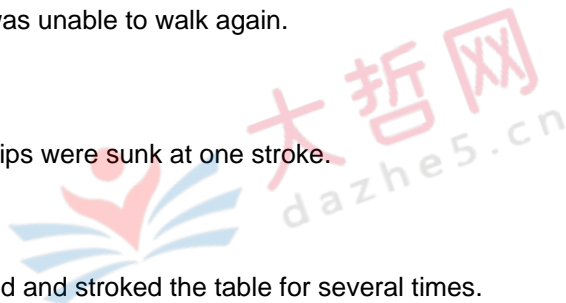 was unable to walk again.
大哲网
dazhe5.cn
ips were sunk at one stroke.
d and stroked the table for several times.